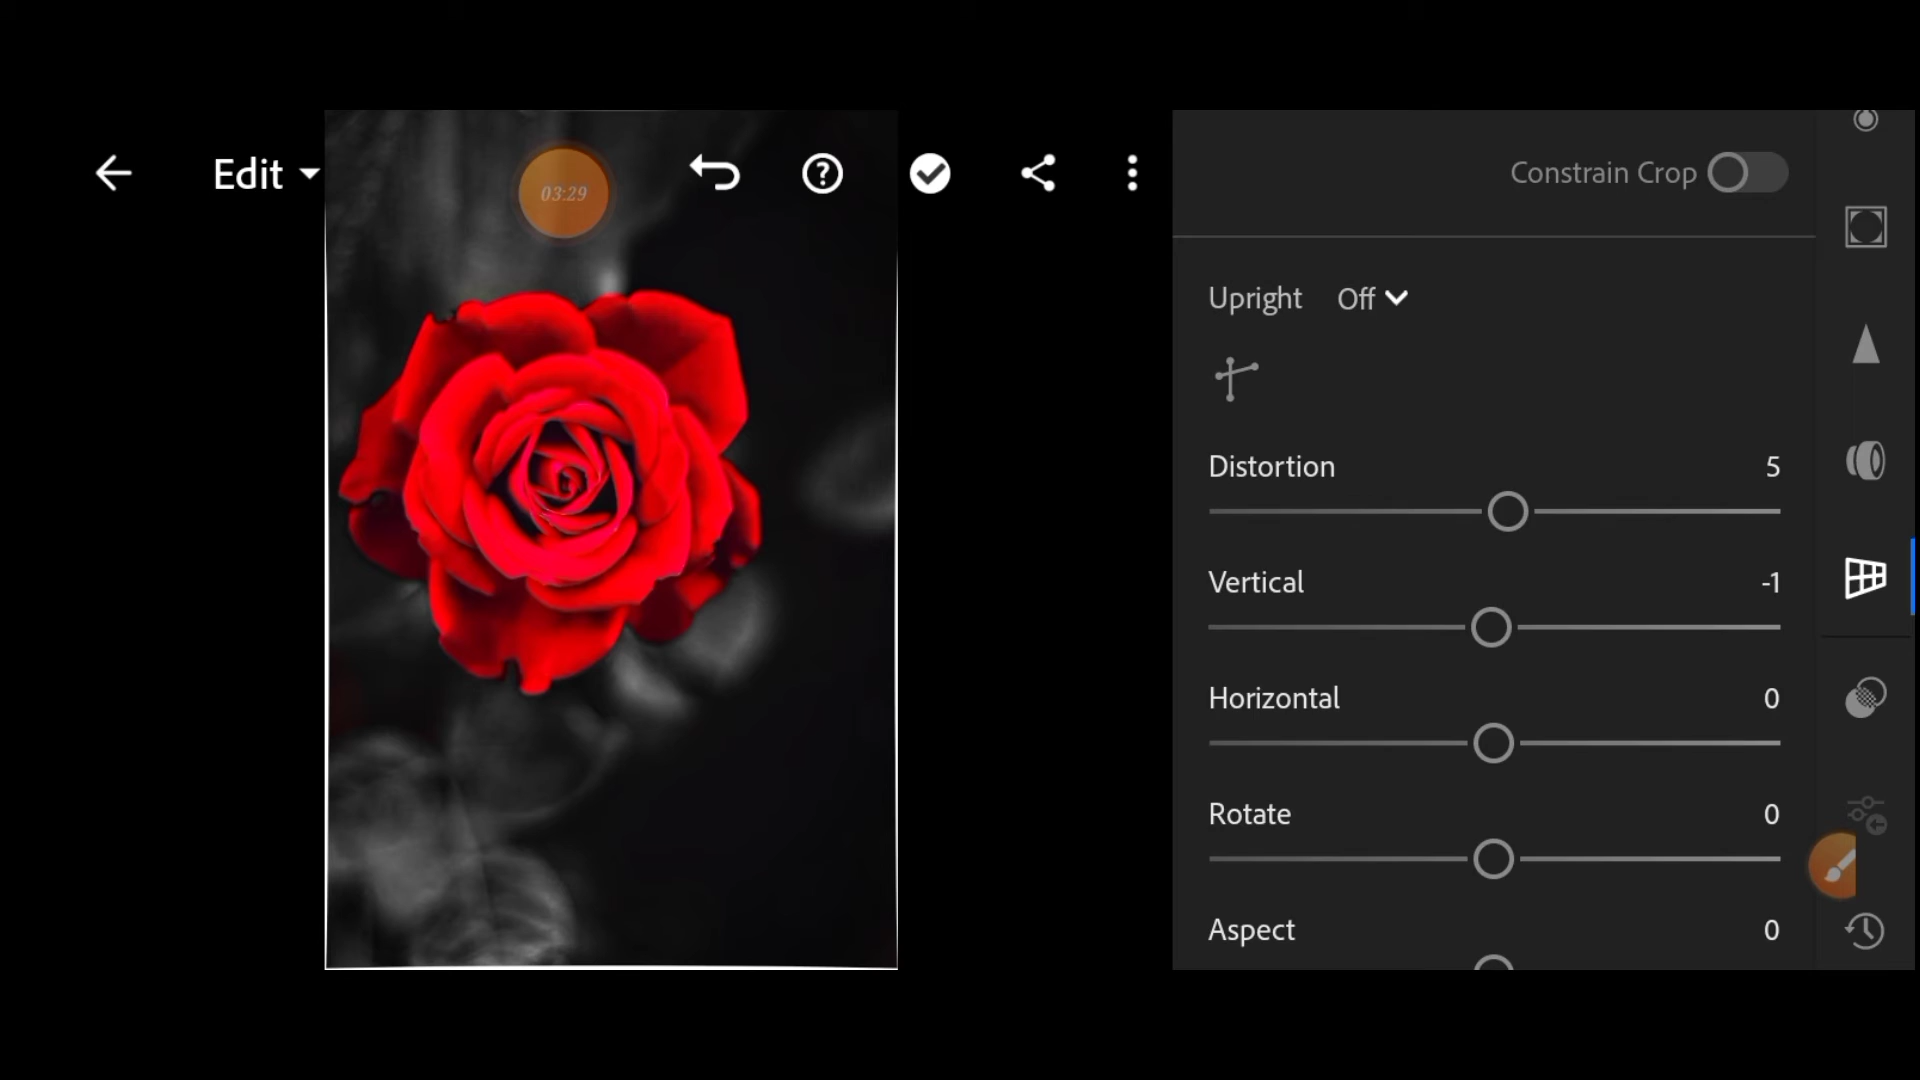 Edit
03:29
Constrain Crop
Upright Off
Distortion 5
Vertical -1
Horizontal 0
Rotate 0
Aspect 0